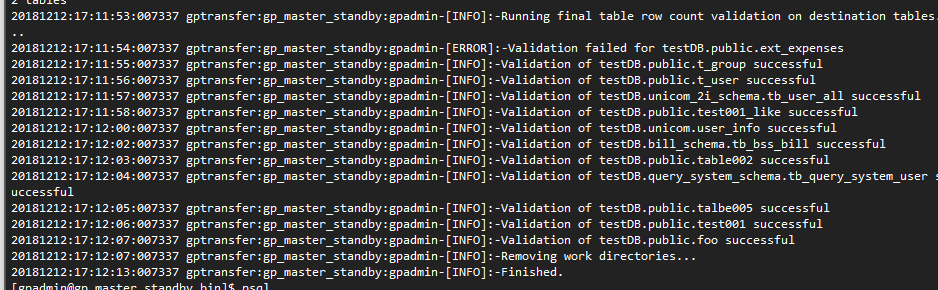 2 tables
20181212:17:11:53:007337 gptransfer:gp_master_standby:gpadmin-[INFO]:-Running final table row count validation on destination tables.
..
20181212:17:11:54:007337 gptransfer:gp_master_standby:gpadmin-[ERROR]:-Validation failed for testDB.public.ext_expenses
20181212:17:11:55:007337 gptransfer:gp_master_standby:gpadmin-[INFO]:-Validation of testDB.public.t_group successful
20181212:17:11:56:007337 gptransfer:gp_master_standby:gpadmin-[INFO]:-Validation of testDB.public.t_user successful
20181212:17:11:57:007337 gptransfer:gp_master_standby:gpadmin-[INFO]:-Validation of testDB.unicom_2i_schema.tb_user_all successful
20181212:17:11:58:007337 gptransfer:gp_master_standby:gpadmin-[INFO]:-Validation of testDB.public.test001_like successful
20181212:17:12:00:007337 gptransfer:gp_master_standby:gpadmin-[INFO]:-Validation of testDB.unicom.user_info successful
20181212:17:12:02:007337 gptransfer:gp_master_standby:gpadmin-[INFO]:-Validation of testDB.bill_schema.tb_bss_bill successful
20181212:17:12:03:007337 gptransfer:gp_master_standby:gpadmin-[INFO]:-Validation of testDB.public.table002 successful
20181212:17:12:04:007337 gptransfer:gp_master_standby:gpadmin-[INFO]:-Validation of testDB.query_system_schema.tb_query_system_user s
uccessful
20181212:17:12:05:007337 gptransfer:gp_master_standby:gpadmin-[INFO]:-Validation of testDB.public.talbe005 successful
20181212:17:12:06:007337 gptransfer:gp_master_standby:gpadmin-[INFO]:-Validation of testDB.public.test001 successful
20181212:17:12:07:007337 gptransfer:gp_master_standby:gpadmin-[INFO]:-Validation of testDB.public.foo successful
20181212:17:12:07:007337 gptransfer:gp_master_standby:gpadmin-[INFO]:-Removing work directories...
20181212:17:12:13:007337 gptransfer:gp_master_standby:gpadmin-[INFO]:-Finished.
[gpadmin@gp_master_standby bin]$ psql